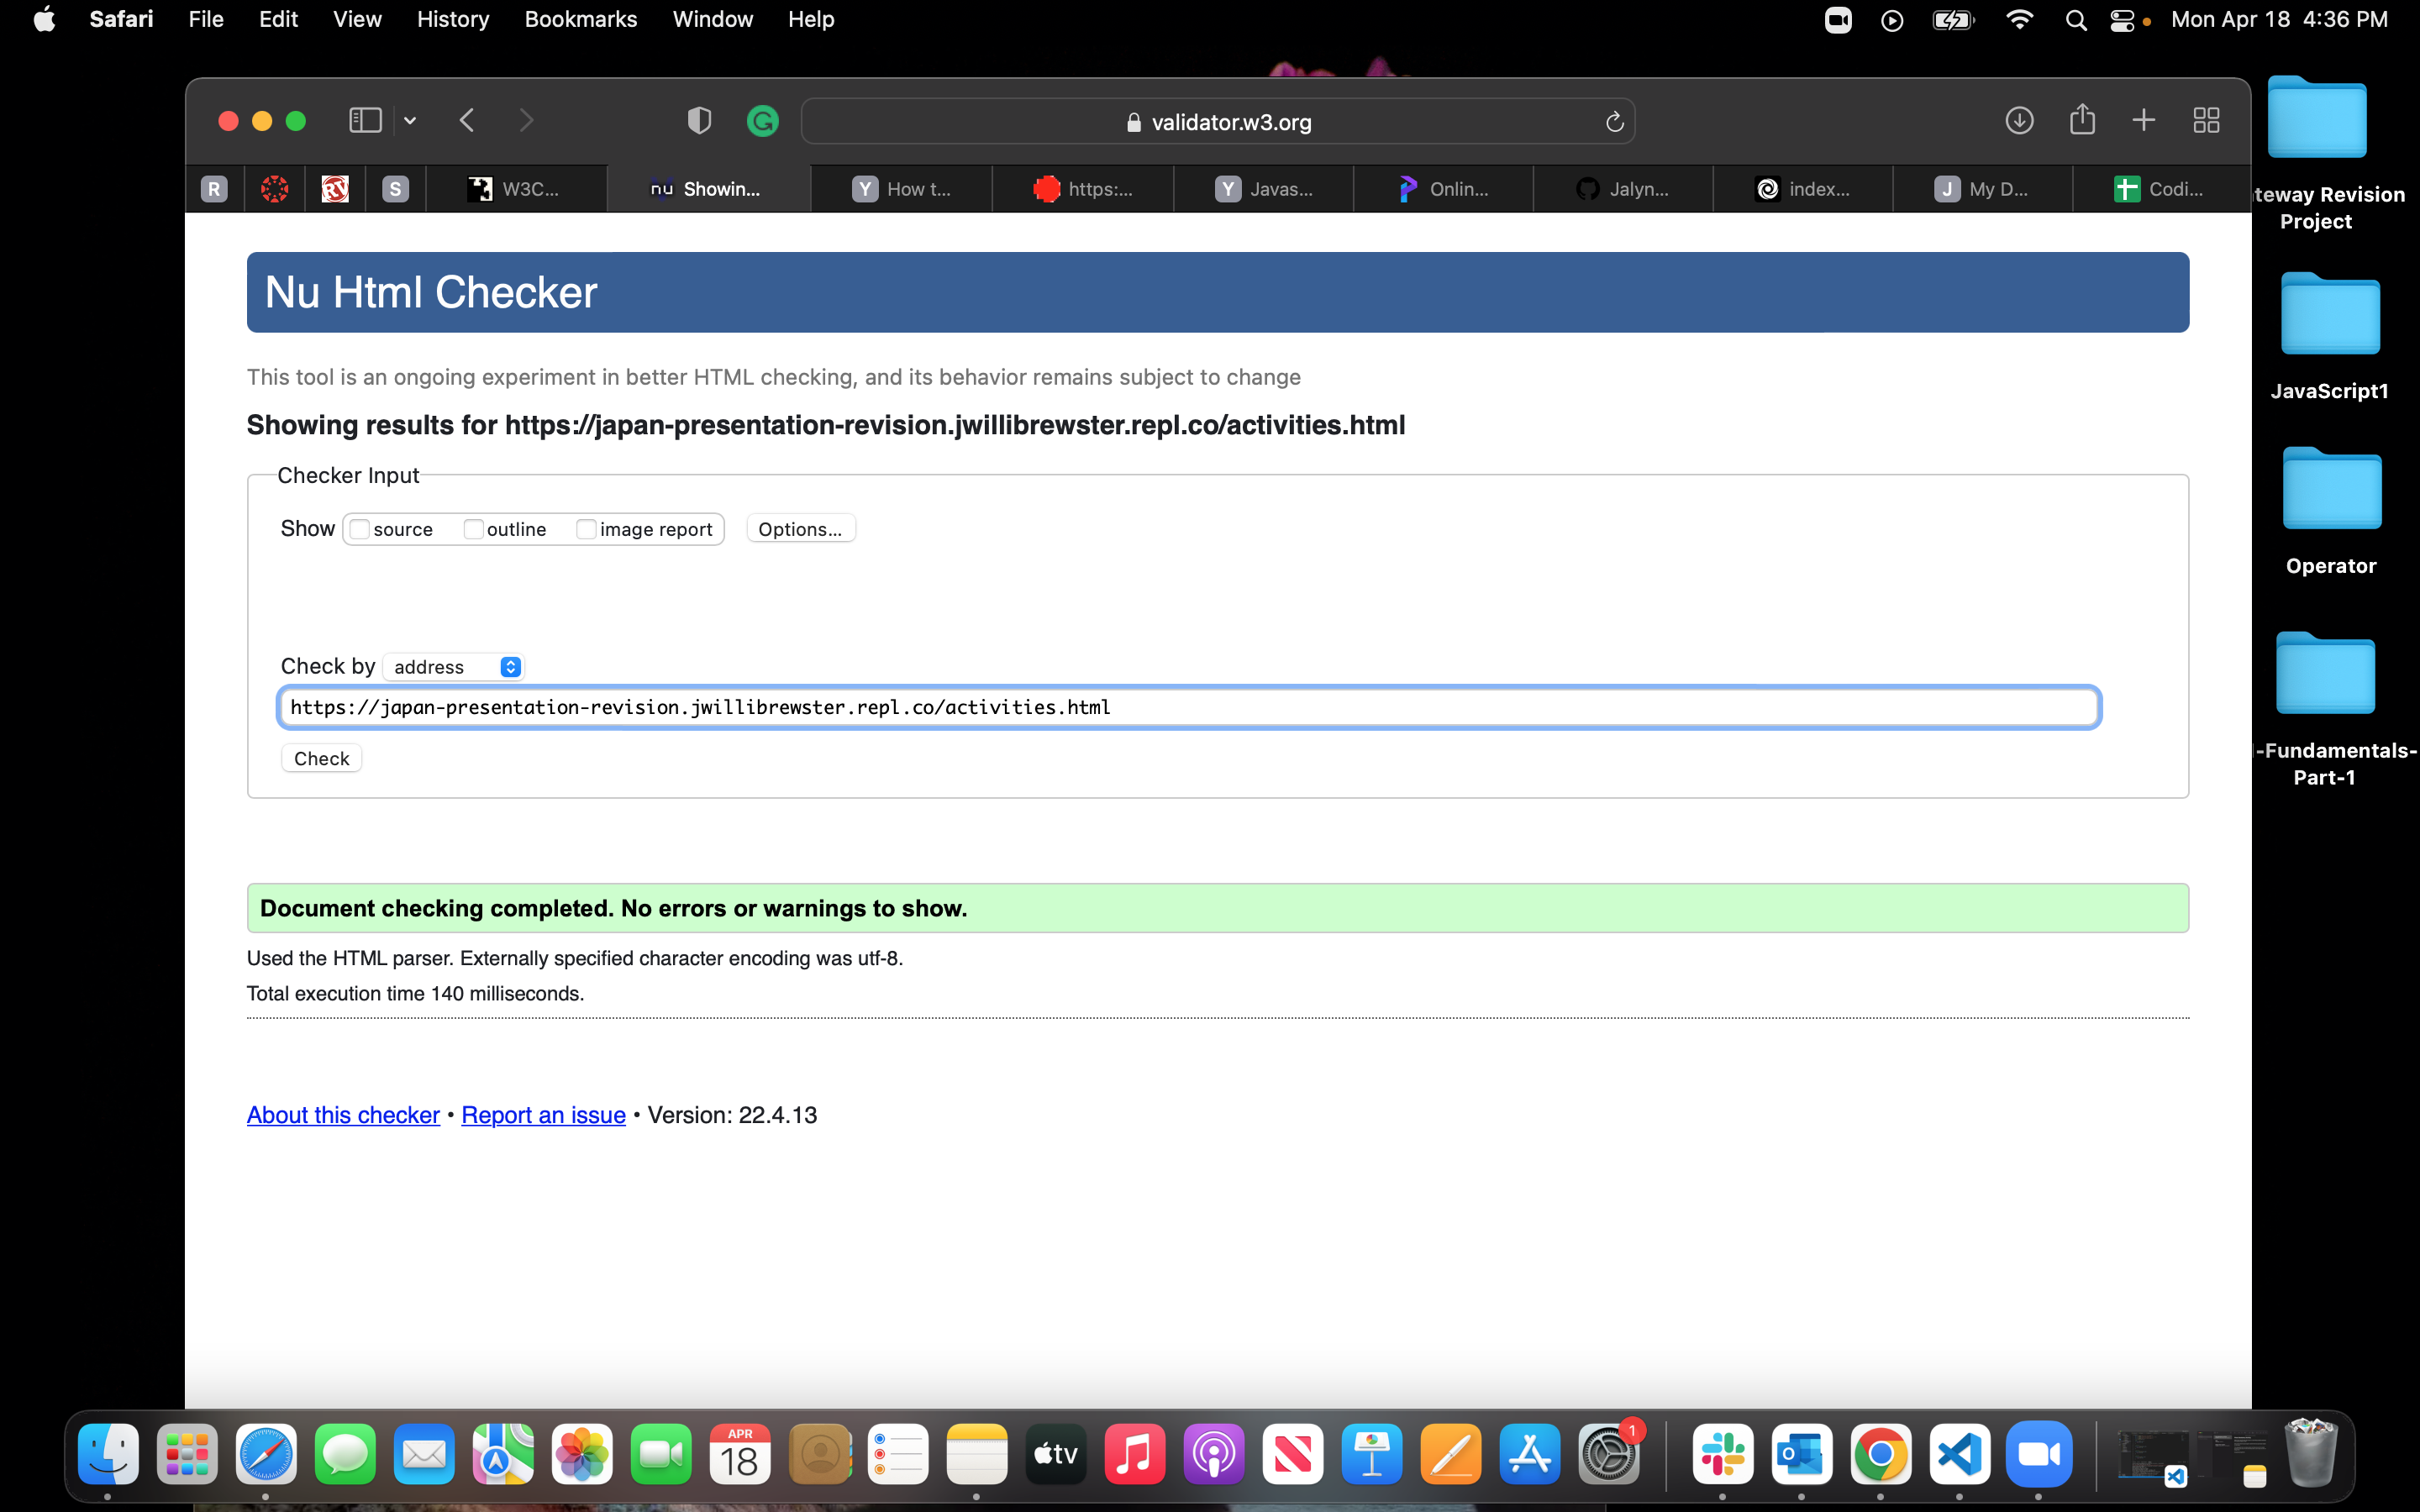 Safari File Edit View History Bookmarks Window Help Mon Apr 18 4:36 PM
validator.w3.org
R S W3C... nu Showin... Y How t... https:... Y Javas... Onlin... Jalyn... index... J My D... Codi...
Nu Html Checker
This tool is an ongoing experiment in better HTML checking, and its behavior remains subject to change
Showing results for https://japan-presentation-revision.jwillibrewster.repl.co/activities.html
Checker Input
Show source outline image report Options...
Check by address
https://japan-presentation-revision.jwillibrewster.repl.co/activities.html
Check
Document checking completed. No errors or warnings to show.
Used the HTML parser. Externally specified character encoding was utf-8.
Total execution time 140 milliseconds.
About this checker • Report an issue • Version: 22.4.13
teway Revision
Project
JavaScript1
Operator
-Fundamentals-
Part-1
APR
18
tv
1